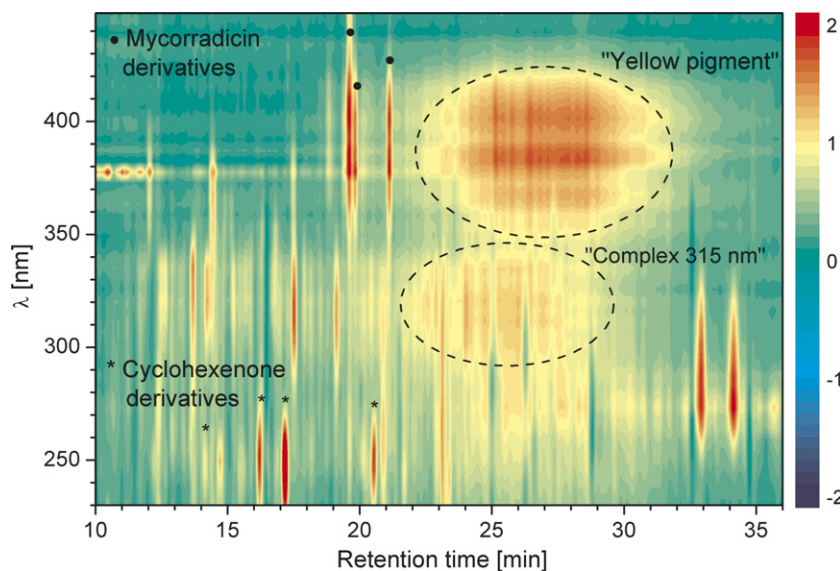 • Mycorradicin
derivatives
"Yellow pigment"
"Complex 315 nm"
* Cyclohexenone
derivatives
* * * *
λ [nm]
400
350
300
250
10 15 20 25 30 35
Retention time [min]
2
1
0
-1
-2